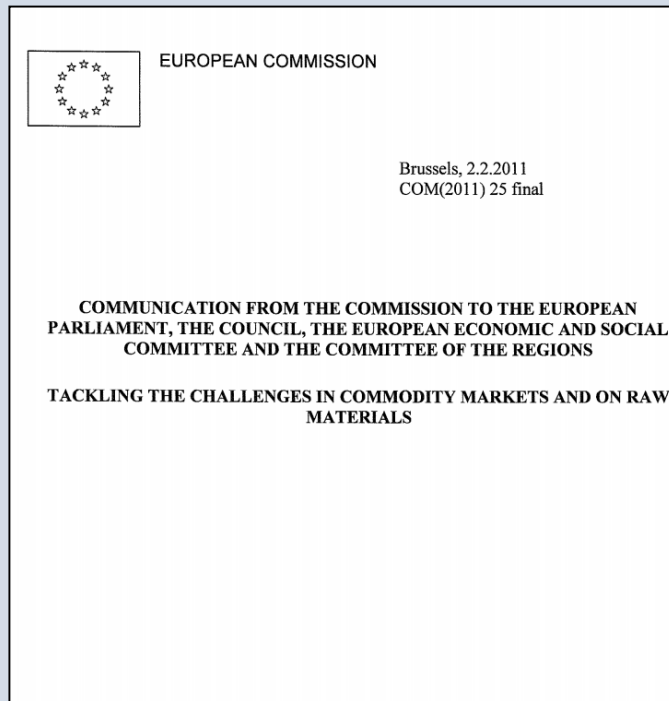 EUROPEAN COMMISSION
Brussels, 2.2.2011
COM(2011) 25 final
COMMUNICATION FROM THE COMMISSION TO THE EUROPEAN
PARLIAMENT, THE COUNCIL, THE EUROPEAN ECONOMIC AND SOCIAL
COMMITTEE AND THE COMMITTEE OF THE REGIONS
TACKLING THE CHALLENGES IN COMMODITY MARKETS AND ON RAW
MATERIALS